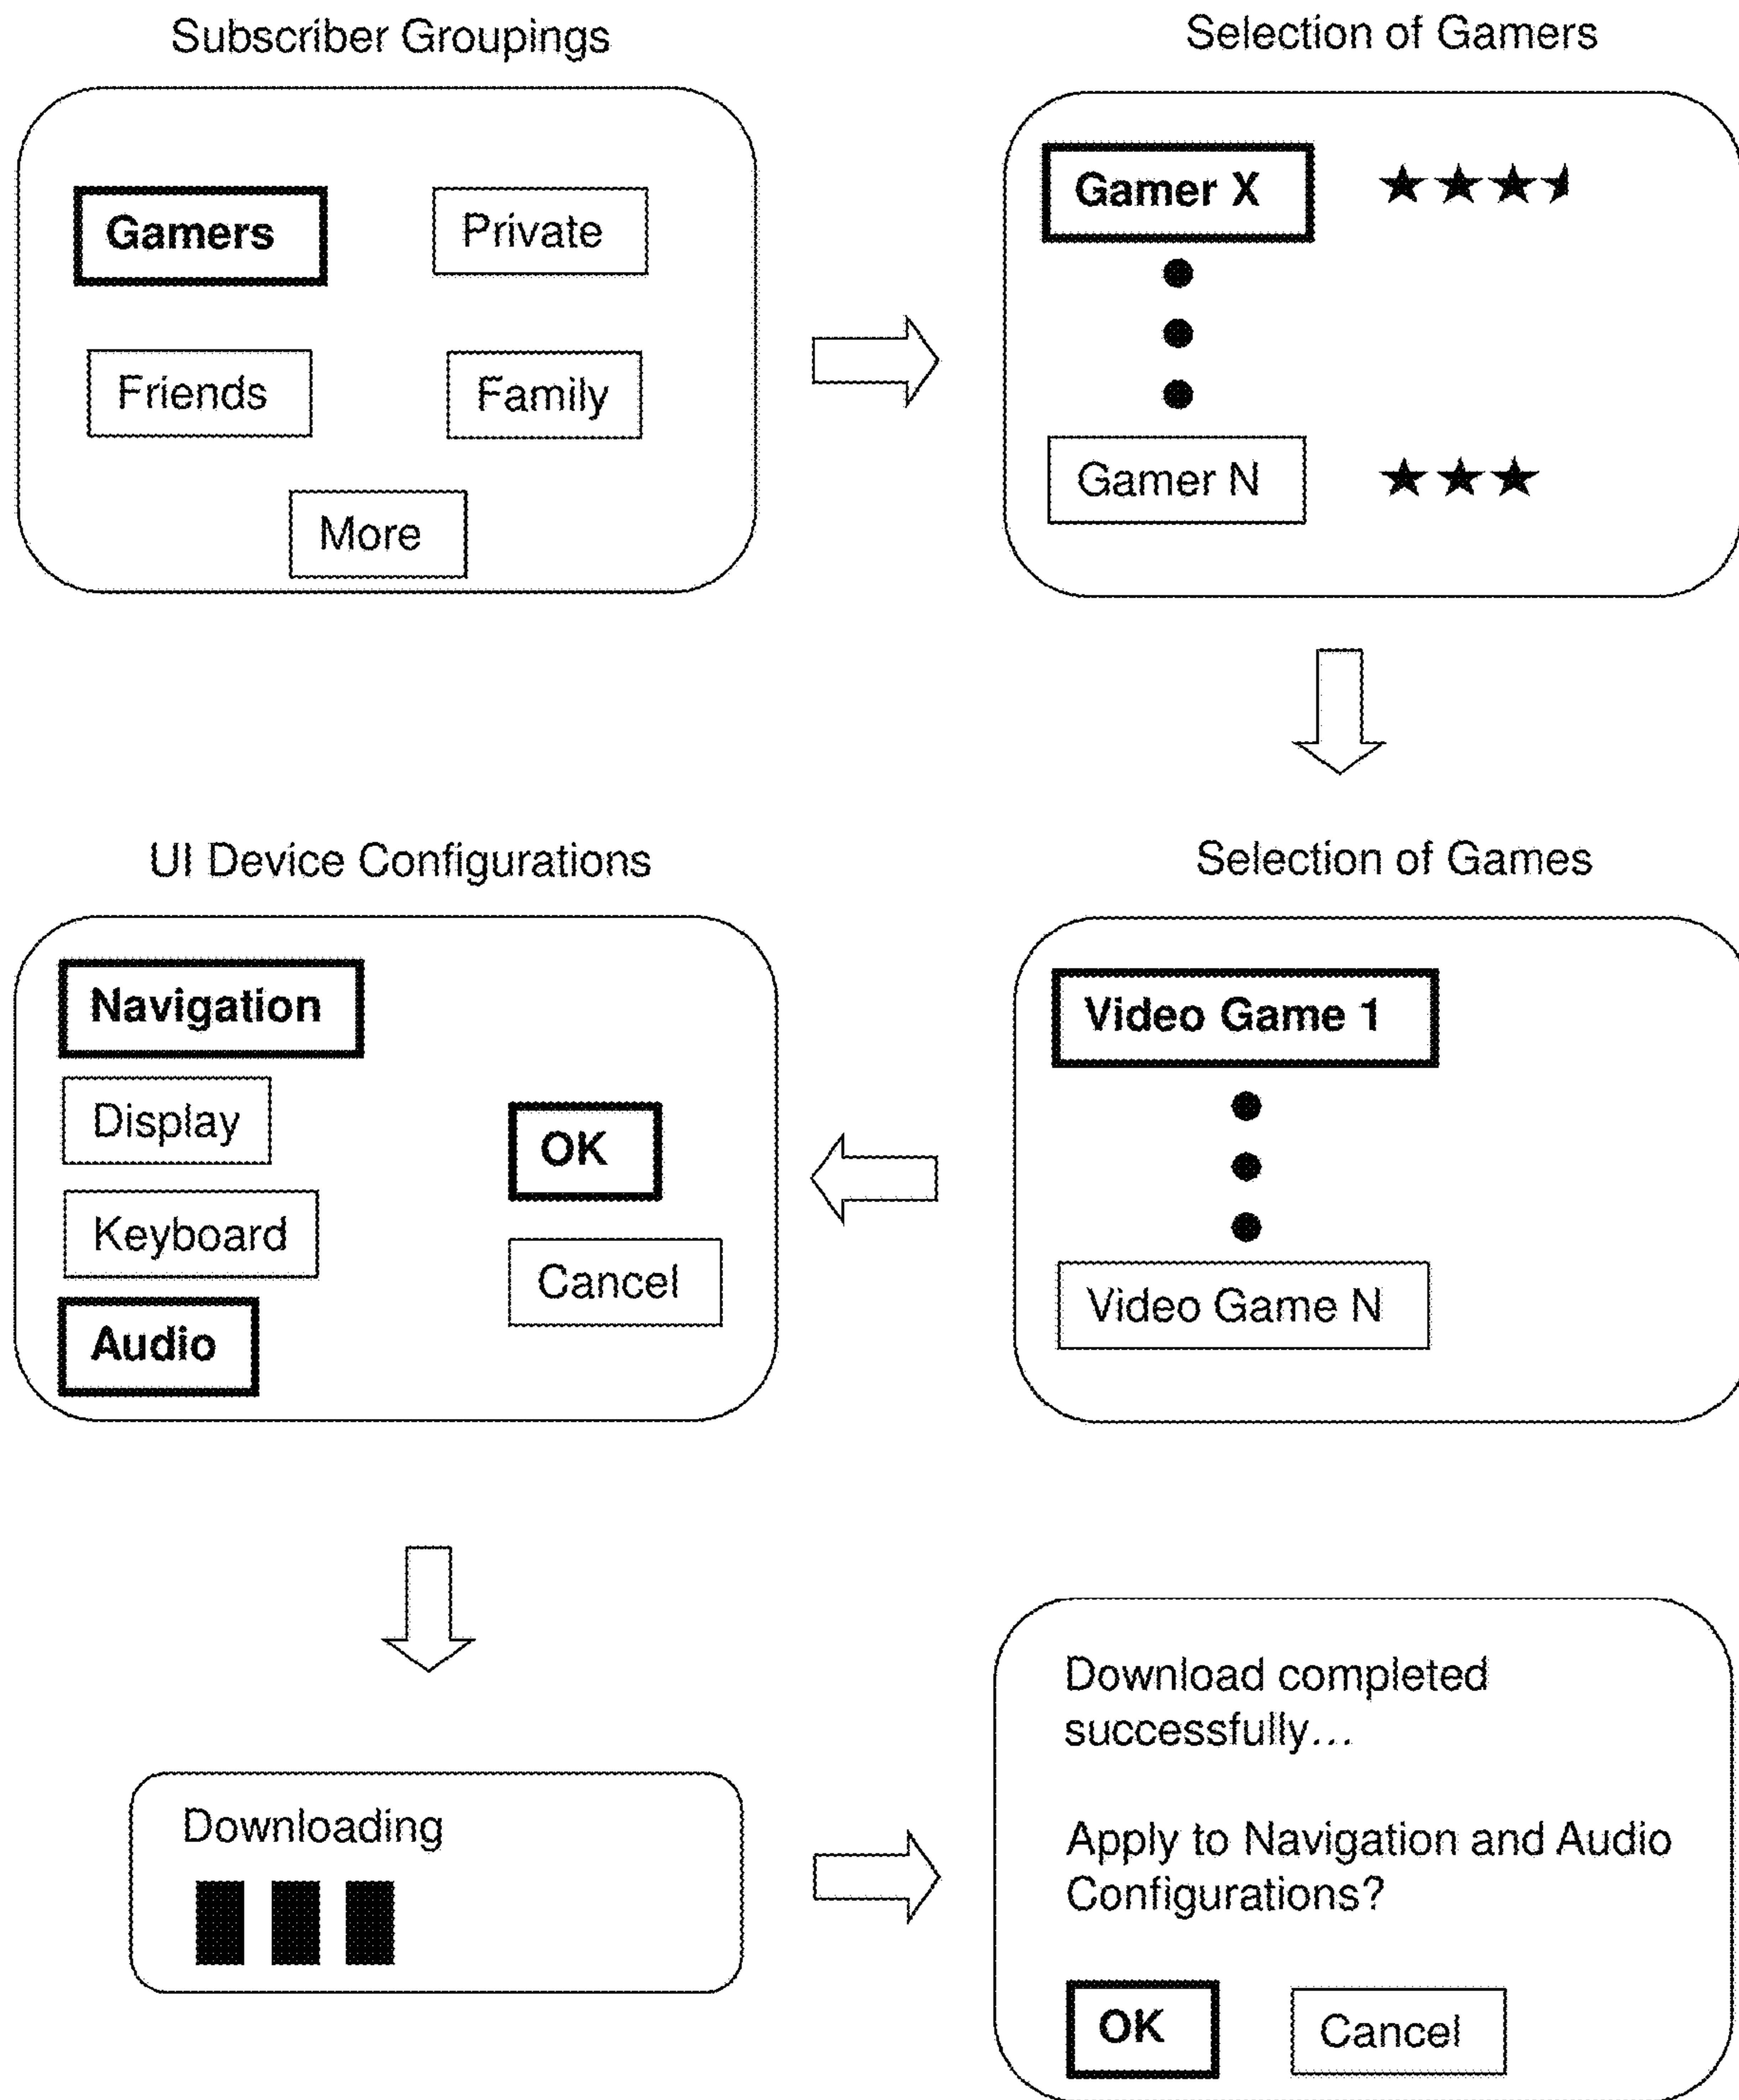 Subscriber Groupings
Gamers
Private
Friends
Family
More
Selection of Gamers
Gamer X
Gamer N
Selection of Games
Video Game 1
Video Game N
UI Device Configurations
Navigation
Display
Keyboard
Audio
OK
Cancel
Downloading
Download completed
successfully...
Apply to Navigation and Audio
Configurations?
OK
Cancel